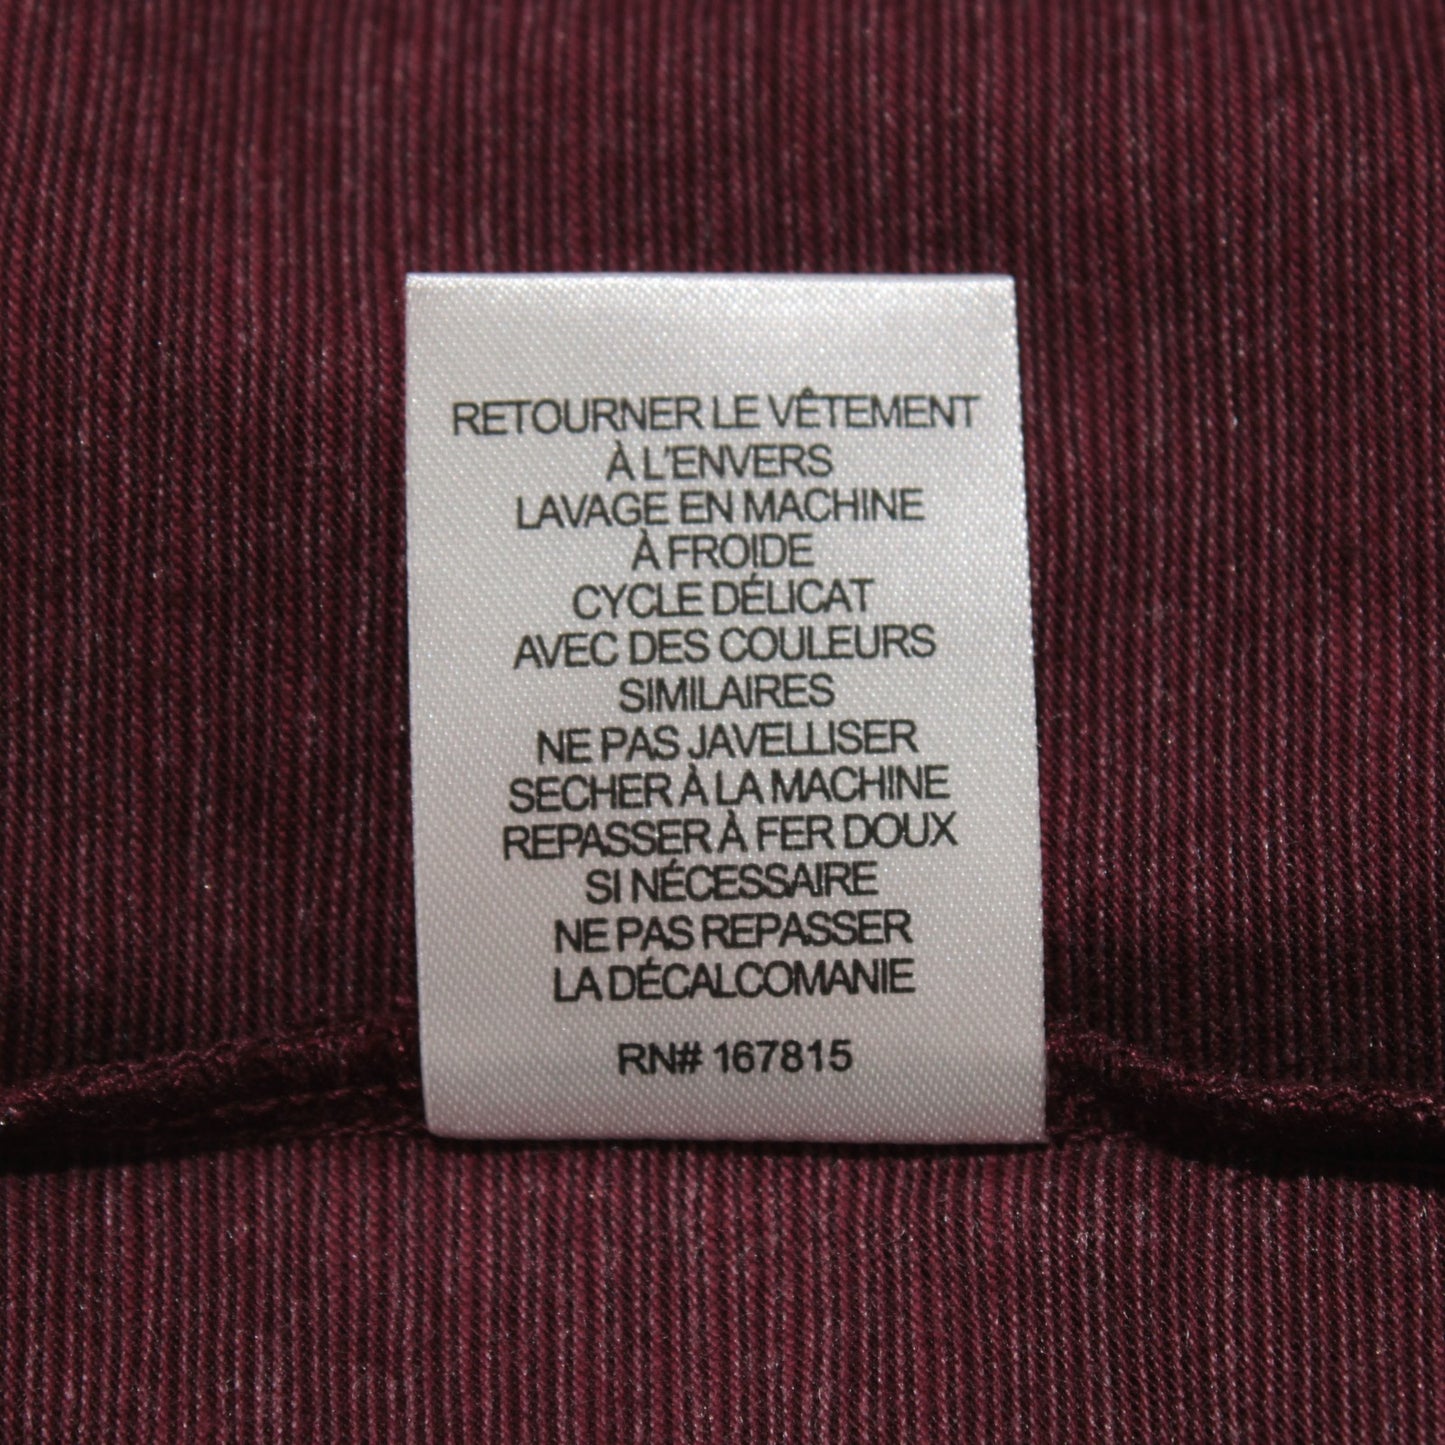 RETOURNER LE VÊTEMENT
À L'ENVERS
LAVAGE EN MACHINE
À FROIDE
CYCLE DÉLICAT
AVEC DES COULEURS
SIMILAIRES
NE PAS JAVELLISER
SECHER À LA MACHINE
REPASSER À FER DOUX
SI NÉCESSAIRE
NE PAS REPASSER
LA DÉCALCOMANIE
RN# 167815